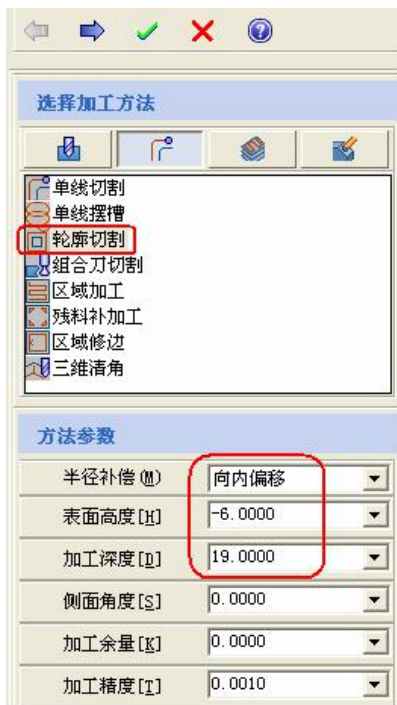 选择加工方法
单线切割
单线摆槽
轮廓切割
组合刀切割
区域加工
残料补加工
区域修边
三维清角
方法参数
半径补偿(M) 向内偏移
表面高度[H] -6.0000
加工深度[D] 19.0000
侧面角度[S] 0.0000
加工余量[K] 0.0000
加工精度[T] 0.0010